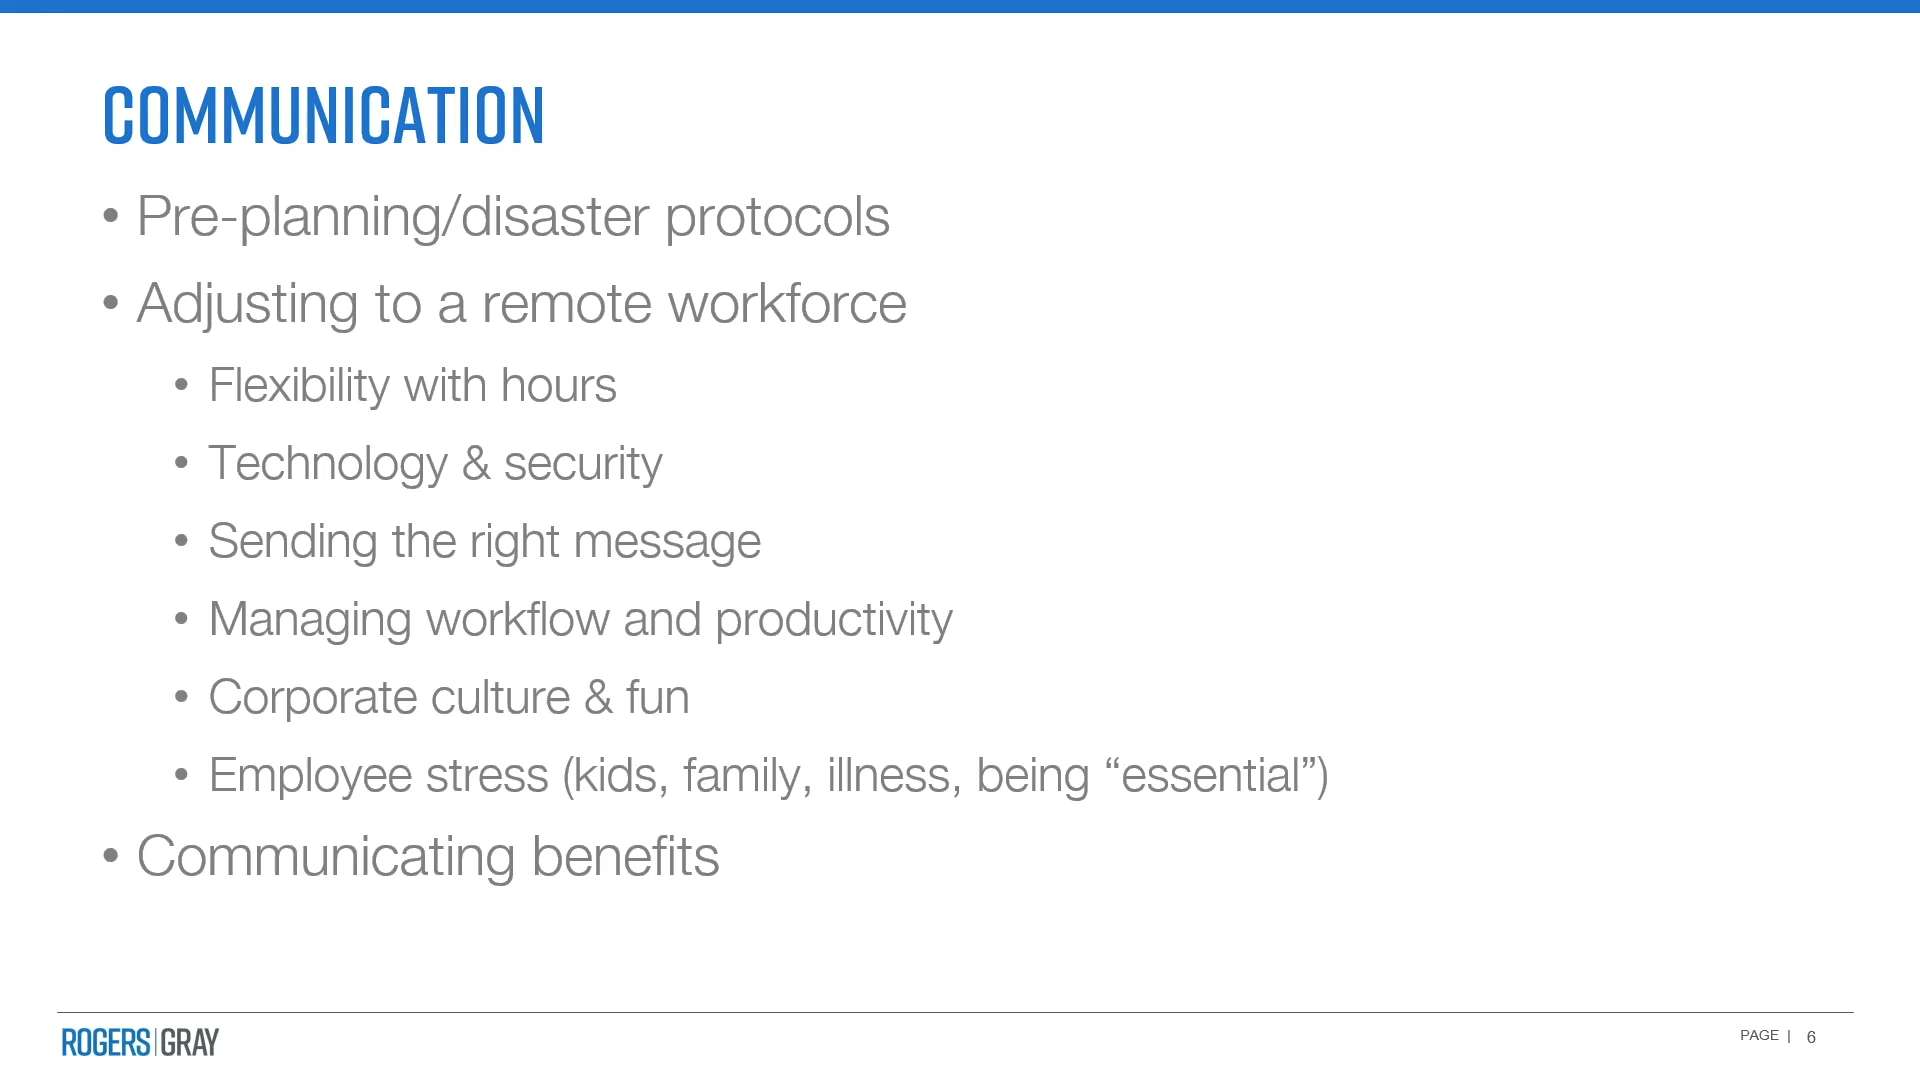 COMMUNICATION
• Pre-planning/disaster protocols
• Adjusting to a remote workforce
• Flexibility with hours
• Technology & security
• Sending the right message
• Managing workflow and productivity
• Corporate culture & fun
• Employee stress (kids, family, illness, being “essential”)
• Communicating benefits
ROGERS|GRAY
PAGE | 6